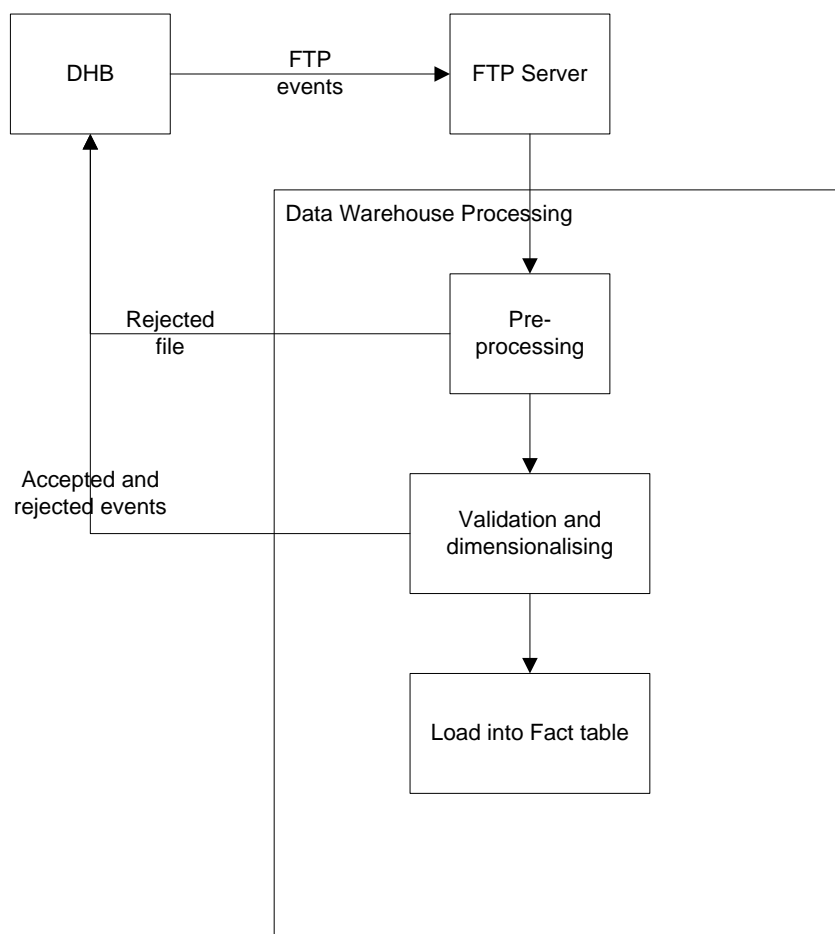 DHB
FTP
events
FTP Server
Data Warehouse Processing
Pre-
processing
Rejected
file
Accepted and
rejected events
Validation and
dimensionalising
Load into Fact table